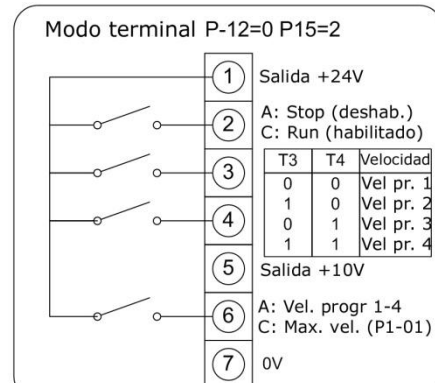 Modo terminal P-12=0 P15=2
1 Salida +24V
2 A: Stop (deshab.)
C: Run (habilitado)
3
T3 T4 Velocidad
0 0 Vel pr. 1
1 0 Vel pr. 2
0 1 Vel pr. 3
1 1 Vel pr. 4
4
5 Salida +10V
6 A: Vel. progr 1-4
C: Max. vel. (P1-01)
7 0V